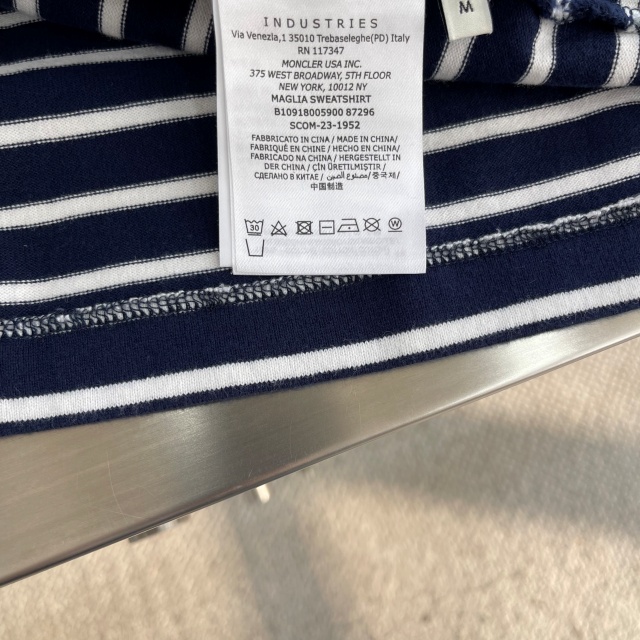 INDUSTRIES
Via Venezia,1 35010 Trebaseleghe(PD) Italy
RN 117347
MONCLER USA INC.
375 WEST BROADWAY, 5TH FLOOR
NEW YORK, 10012 NY
MAGLIA SWEATSHIRT
B10918005900 87296
SCOM-23-1952
FABBRICATO IN CINA / MADE IN CHINA/
FABRIQUÉ EN CHINE / HECHO EN CHINA/
FABRICADO NA CHINA / HERGESTELLT IN
DER CHINA / ÇİN ÜRETİLMİŞTİR /
СДЕЛАНО В КИТАЕ / مصنوع الصين/중국제/
中国制造
30
W
M